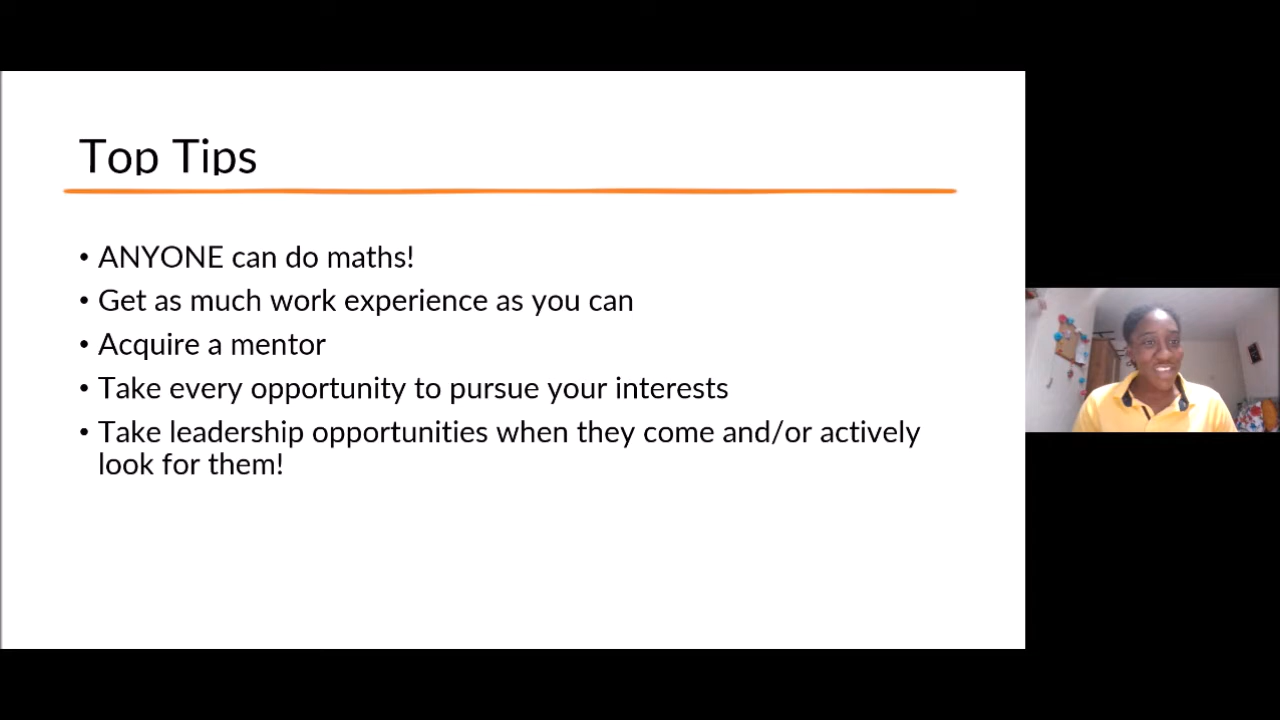 Top Tips
• ANYONE can do maths!
• Get as much work experience as you can
• Acquire a mentor
• Take every opportunity to pursue your interests
• Take leadership opportunities when they come and/or actively
look for them!